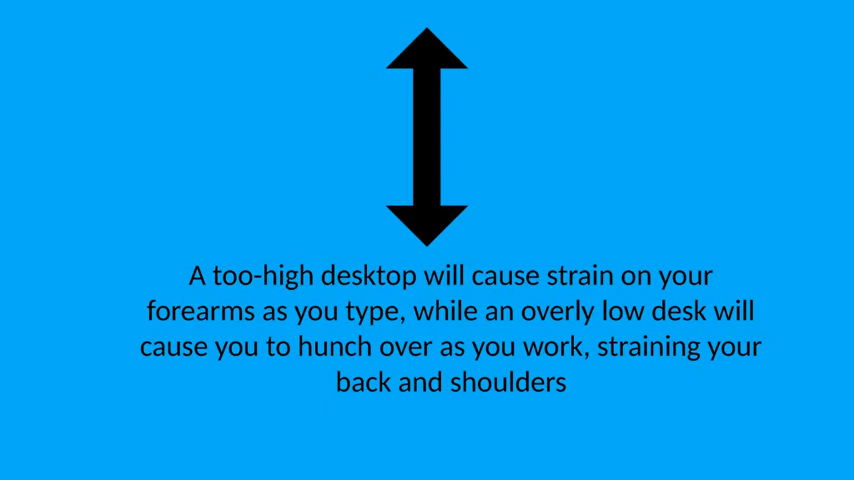 A too-high desktop will cause strain on your
forearms as you type, while an overly low desk will
cause you to hunch over as you work, straining your
back and shoulders